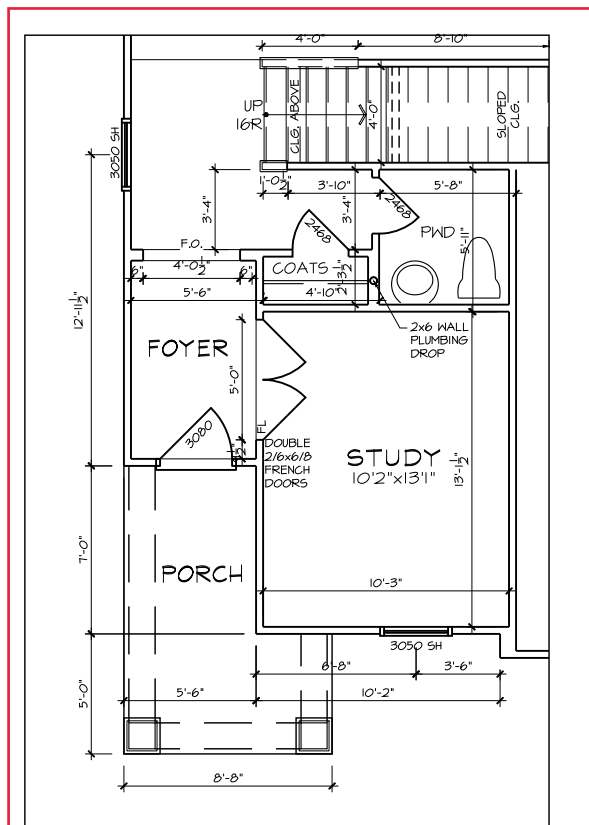 4'-0" 8'-10"
UP
16R
CLG. ABOVE
4'-0"
SLOPED
CLG.
3050 SH
1'-0½" 3'-10" 5'-8"
3'-4"
3'-4"
2468
2468
PWD
5'-11"
F.O.
6" 4'-0½" 6"
COATS
2'-3½"
5'-6" 4'-10"
12'-11½"
2x6 WALL
PLUMBING
DROP
FOYER
5'-0"
3080
FL
DOUBLE
2/6x6/8
FRENCH
DOORS
STUDY
10'2"x13'1"
13'-1½"
7'-0"
PORCH
10'-3"
3050 SH
6'-8" 3'-6"
5'-0"
5'-6" 10'-2"
8'-8"